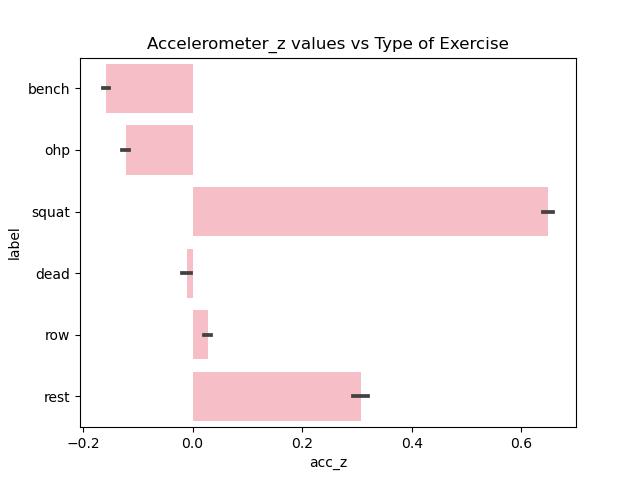 Accelerometer_z values vs Type of Exercise
bench
ohp
squat
dead
row
rest
label
−0.2
0.0
0.2
0.4
0.6
acc_z